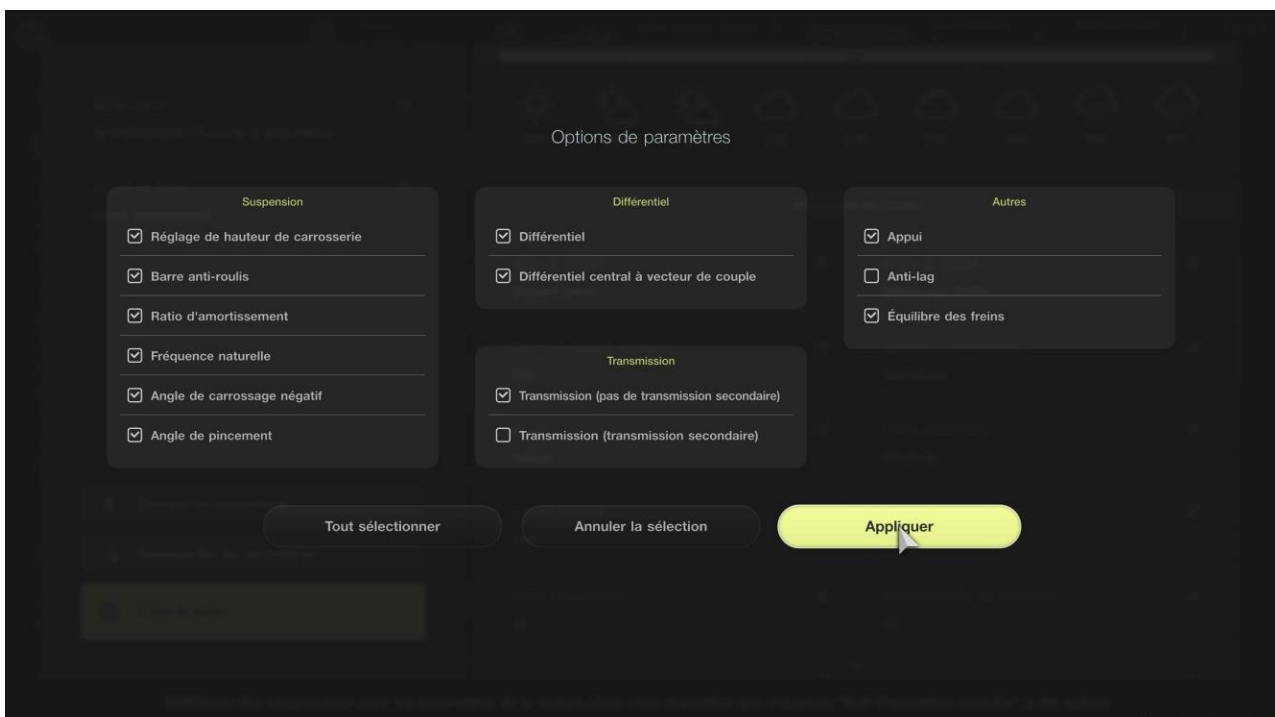 Options de paramètres
Suspension
Réglage de hauteur de carrosserie
Barre anti-roulis
Ratio d'amortissement
Fréquence naturelle
Angle de carrossage négatif
Angle de pincement
Différentiel
Différentiel
Différentiel central à vecteur de couple
Transmission
Transmission (pas de transmission secondaire)
Transmission (transmission secondaire)
Autres
Appui
Anti-lag
Équilibre des freins
Tout sélectionner
Annuler la sélection
Appliquer